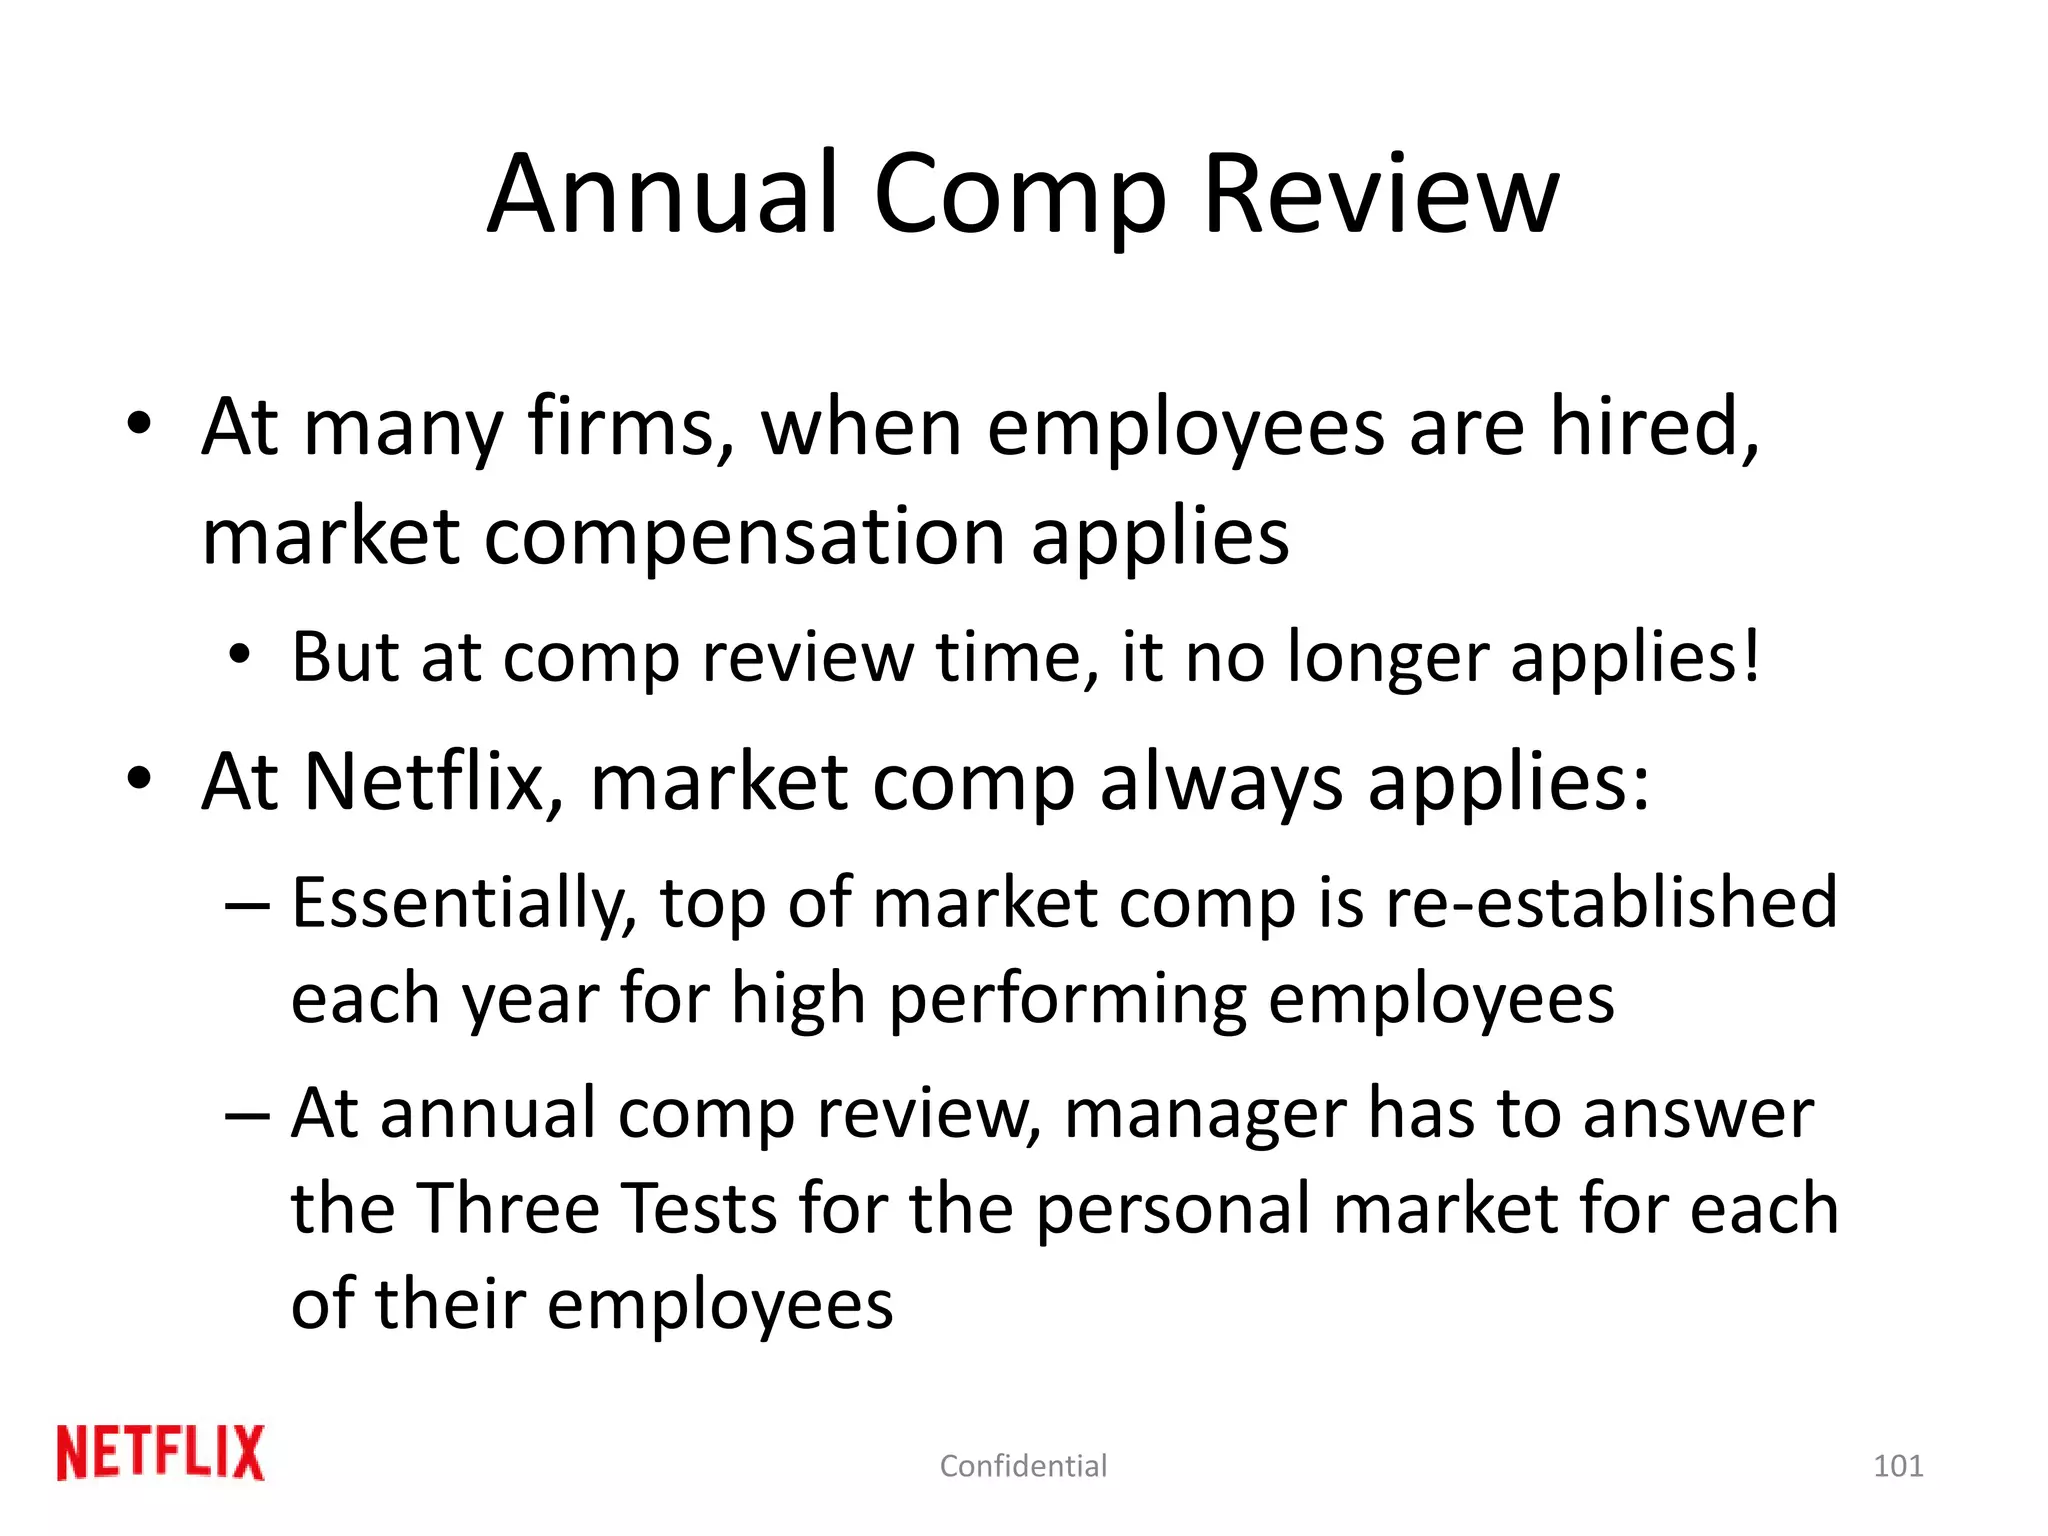 Annual Comp Review
• At many firms, when employees are hired,
market compensation applies
• But at comp review time, it no longer applies!
• At Netflix, market comp always applies:
– Essentially, top of market comp is re-established
each year for high performing employees
– At annual comp review, manager has to answer
the Three Tests for the personal market for each
of their employees
NETFLIX
Confidential
101